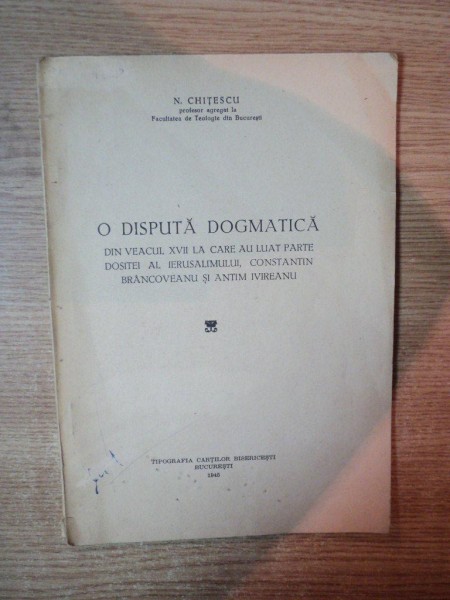 N. CHIȚESCU
profesor agregat la
Facultatea de Teologie din București
O DISPUTĂ DOGMATICĂ
DIN VEACUL XVII LA CARE AU LUAT PARTE
DOSITEI AL IERUSALIMULUI, CONSTANTIN
BRÂNCOVEANU ȘI ANTIM IVIREANU
TIPOGRAFIA CĂRȚILOR BISERICEȘTI
BUCUREȘTI